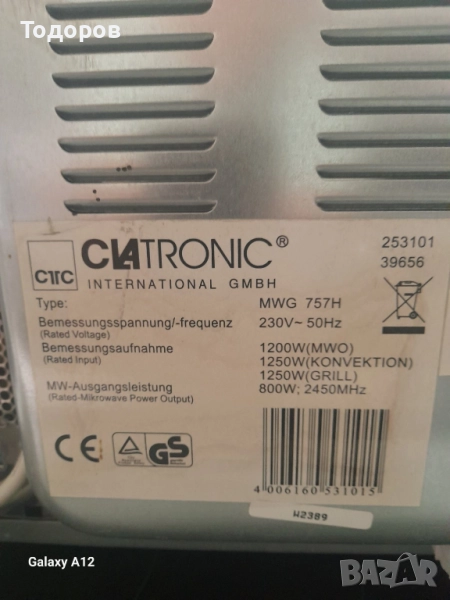 Тодоров
CLATRONIC®
INTERNATIONAL GMBH
CTC
253101
39656
Type: MWG 757H
Bemessungsspannung/-frequenz 230V~ 50Hz
(Rated Voltage)
Bemessungsaufnahme 1200W(MWO)
(Rated Input) 1250W(KONVEKTION)
1250W(GRILL)
MW-Ausgangsleistung 800W; 2450MHz
(Rated-Mikrowave Power Output)
CE
GS
4 006160 531015
W2389
Galaxy A12
BAZAR